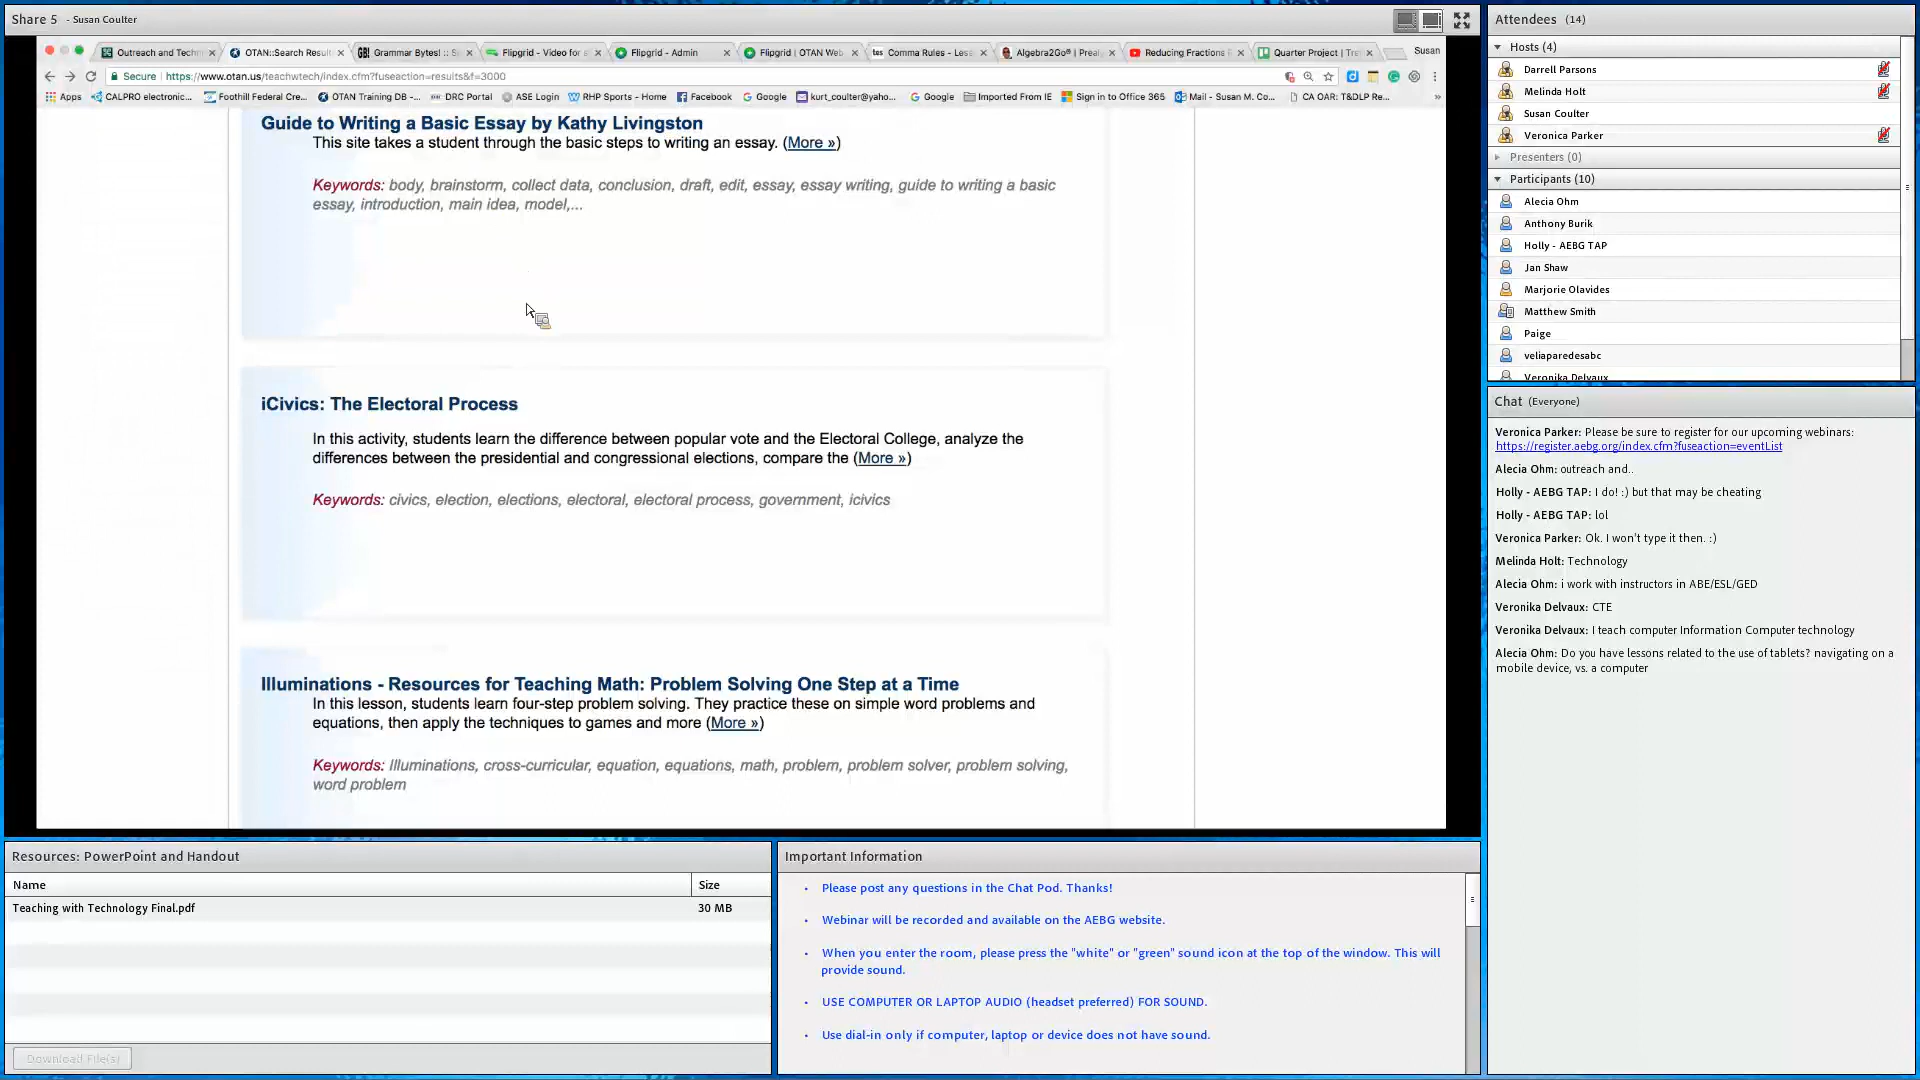 Share 5 - Susan Coulter
Outreach and Techn
OTAN::Search Resul
Grammar Bytes! :: S
Flipgrid - Video for s
Flipgrid - Admin
Flipgrid | OTAN Web
tes Comma Rules - Less
Algebra2Go® | Preal
Reducing Fractions
Quarter Project | Tre
Susan
Secure https://www.otan.us/teachwtech/index.cfm?fuseaction=results&f=3000
Apps
CALPRO electronic...
Foothill Federal Cre...
OTAN Training DB -...
DRC Portal
ASE Login
RHP Sports - Home
Facebook
Google
kurt_coulter@yaho...
Google
Imported From IE
Sign in to Office 365
Mail - Susan M. Co...
CA OAR: T&DLP Re...
Guide to Writing a Basic Essay by Kathy Livingston
This site takes a student through the basic steps to writing an essay. (More »)
Keywords: body, brainstorm, collect data, conclusion, draft, edit, essay, essay writing, guide to writing a basic
essay, introduction, main idea, model,...
iCivics: The Electoral Process
In this activity, students learn the difference between popular vote and the Electoral College, analyze the
differences between the presidential and congressional elections, compare the (More »)
Keywords: civics, election, elections, electoral, electoral process, government, icivics
Illuminations - Resources for Teaching Math: Problem Solving One Step at a Time
In this lesson, students learn four-step problem solving. They practice these on simple word problems and
equations, then apply the techniques to games and more (More »)
Keywords: Illuminations, cross-curricular, equation, equations, math, problem, problem solver, problem solving,
word problem
Attendees (14)
Hosts (4)
Darrell Parsons
Melinda Holt
Susan Coulter
Veronica Parker
Presenters (0)
Participants (10)
Alecia Ohm
Anthony Burik
Holly - AEBG TAP
Jan Shaw
Marjorie Olavides
Matthew Smith
Paige
veliaparedesabc
Veronika Delvaux
Chat (Everyone)
Veronica Parker: Please be sure to register for our upcoming webinars:
https://register.aebg.org/index.cfm?fuseaction=eventList
Alecia Ohm: outreach and..
Holly - AEBG TAP: I do! :) but that may be cheating
Holly - AEBG TAP: lol
Veronica Parker: Ok. I won't type it then. :)
Melinda Holt: Technology
Alecia Ohm: i work with instructors in ABE/ESL/GED
Veronika Delvaux: CTE
Veronika Delvaux: I teach computer Information Computer technology
Alecia Ohm: Do you have lessons related to the use of tablets? navigating on a
mobile device, vs. a computer
Resources: PowerPoint and Handout
Name Size
Teaching with Technology Final.pdf 30 MB
Download File(s)
Important Information
• Please post any questions in the Chat Pod. Thanks!
• Webinar will be recorded and available on the AEBG website.
• When you enter the room, please press the "white" or "green" sound icon at the top of the window. This will
provide sound.
• USE COMPUTER OR LAPTOP AUDIO (headset preferred) FOR SOUND.
• Use dial-in only if computer, laptop or device does not have sound.